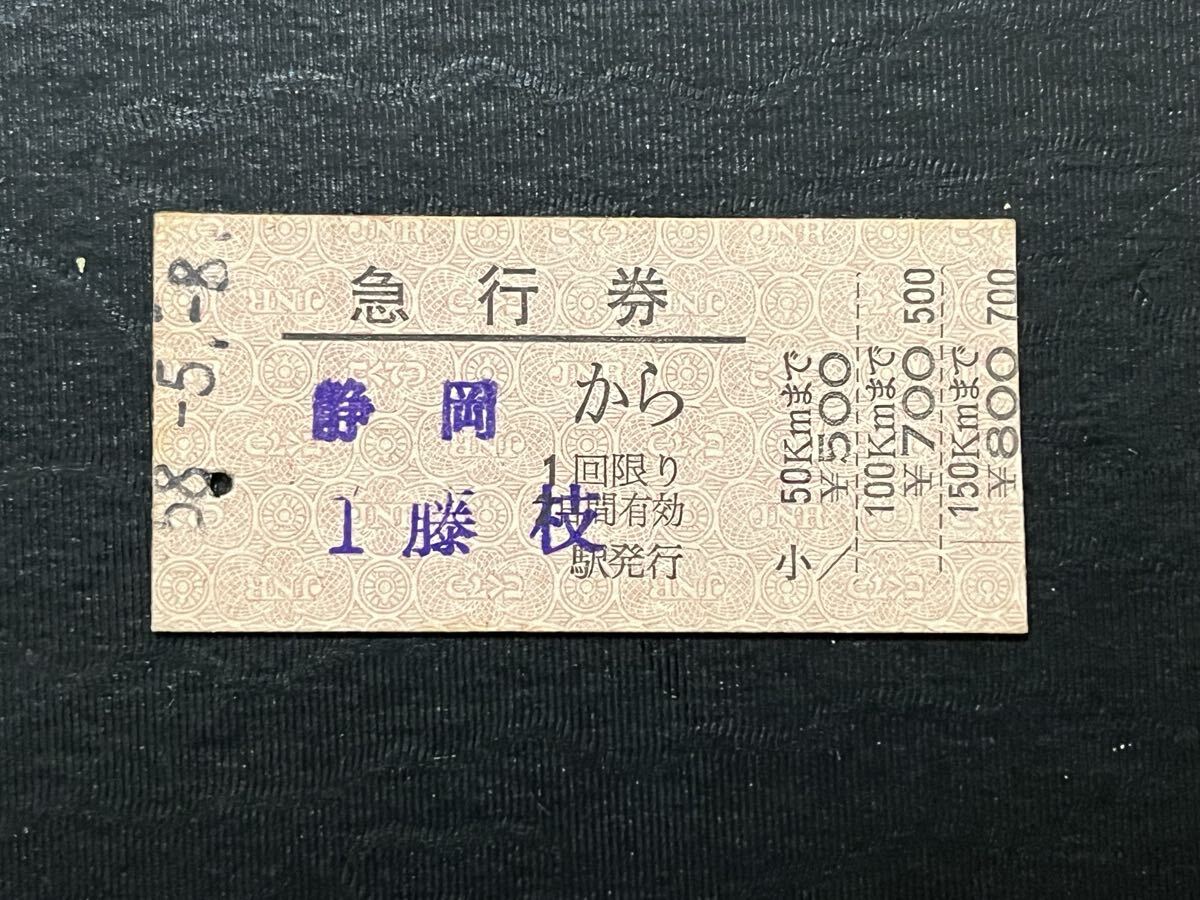 急行券
静岡から
1回限り
間有効
1藤枝
駅発行
58.-5.-8.
50Kmまで
¥500
小/
100Kmまで
¥700 500
150Kmまで
¥800 700
JNR